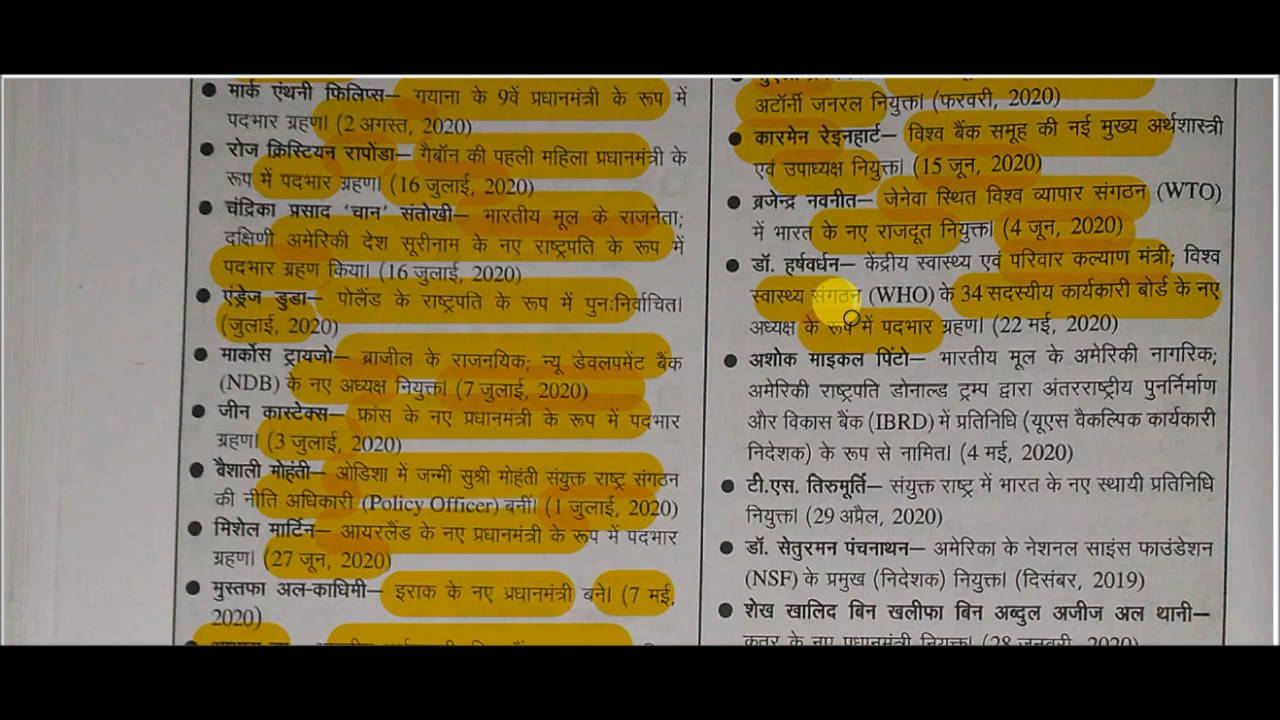 ● मार्क एंथनी फिलिप्स– गयाना के 9वें प्रधानमंत्री के रूप में
पदभार ग्रहण। (2 अगस्त, 2020)
● रोज क्रिस्टियन रापोंडा– गैबॉन की पहली महिला प्रधानमंत्री के
रूप में पदभार ग्रहण। (16 जुलाई, 2020)
● चंद्रिका प्रसाद ‘चान’ संतोखी– भारतीय मूल के राजनेता;
दक्षिणी अमेरिकी देश सूरीनाम के नए राष्ट्रपति के रूप में
पदभार ग्रहण किया। (16 जुलाई, 2020)
● एंड्रेज डुडा– पोलैंड के राष्ट्रपति के रूप में पुन:निर्वाचित।
(जुलाई, 2020)
● मार्कोस ट्रायजो– ब्राजील के राजनयिक; न्यू डेवलपमेंट बैंक
(NDB) के नए अध्यक्ष नियुक्त। (7 जुलाई, 2020)
● जीन कास्टेक्स– फ्रांस के नए प्रधानमंत्री के रूप में पदभार
ग्रहण। (3 जुलाई, 2020)
● बैशाली मोहंती– ओडिशा में जन्मीं सुश्री मोहंती संयुक्त राष्ट्र संगठन
की नीति अधिकारी (Policy Officer) बनीं। (1 जुलाई, 2020)
● मिशेल मार्टिन– आयरलैंड के नए प्रधानमंत्री के रूप में पदभार
ग्रहण। (27 जून, 2020)
● मुस्तफा अल-काधिमी– इराक के नए प्रधानमंत्री बने। (7 मई,
2020)
अटॉर्नी जनरल नियुक्त। (फरवरी, 2020)
● कारमेन रेइनहार्ट– विश्व बैंक समूह की नई मुख्य अर्थशास्त्री
एवं उपाध्यक्ष नियुक्त। (15 जून, 2020)
● ब्रजेन्द्र नवनीत– जेनेवा स्थित विश्व व्यापार संगठन (WTO)
में भारत के नए राजदूत नियुक्त। (4 जून, 2020)
● डॉ. हर्षवर्धन– केंद्रीय स्वास्थ्य एवं परिवार कल्याण मंत्री; विश्व
स्वास्थ्य संगठन (WHO) के 34 सदस्यीय कार्यकारी बोर्ड के नए
अध्यक्ष के रूप में पदभार ग्रहण। (22 मई, 2020)
● अशोक माइकल पिंटो– भारतीय मूल के अमेरिकी नागरिक;
अमेरिकी राष्ट्रपति डोनाल्ड ट्रम्प द्वारा अंतरराष्ट्रीय पुनर्निर्माण
और विकास बैंक (IBRD) में प्रतिनिधि (यूएस वैकल्पिक कार्यकारी
निदेशक) के रूप से नामित। (4 मई, 2020)
● टी.एस. तिरुमूर्ति– संयुक्त राष्ट्र में भारत के नए स्थायी प्रतिनिधि
नियुक्त। (29 अप्रैल, 2020)
● डॉ. सेतुरमन पंचनाथन– अमेरिका के नेशनल साइंस फाउंडेशन
(NSF) के प्रमुख (निदेशक) नियुक्त। (दिसंबर, 2019)
● शेख खालिद बिन खलीफा बिन अब्दुल अजीज अल थानी–
कतर के नए प्रधानमंत्री नियुक्त। (28 जनवरी, 2020)